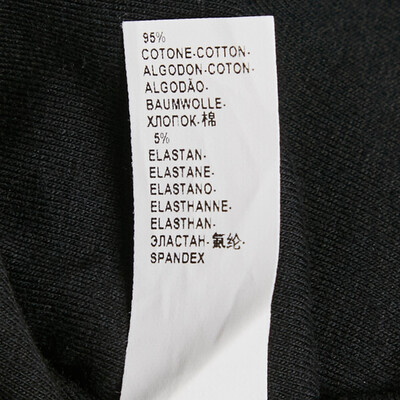 95%
COTONE-COTTON-
ALGODON-COTON-
ALGODÃO-
BAUMWOLLE-
ХЛОПОК-棉
5%
ELASTAN-
ELASTANE-
ELASTANO-
ELASTHANNE-
ELASTHAN-
ЭЛАСТАН-氨纶-
SPANDEX